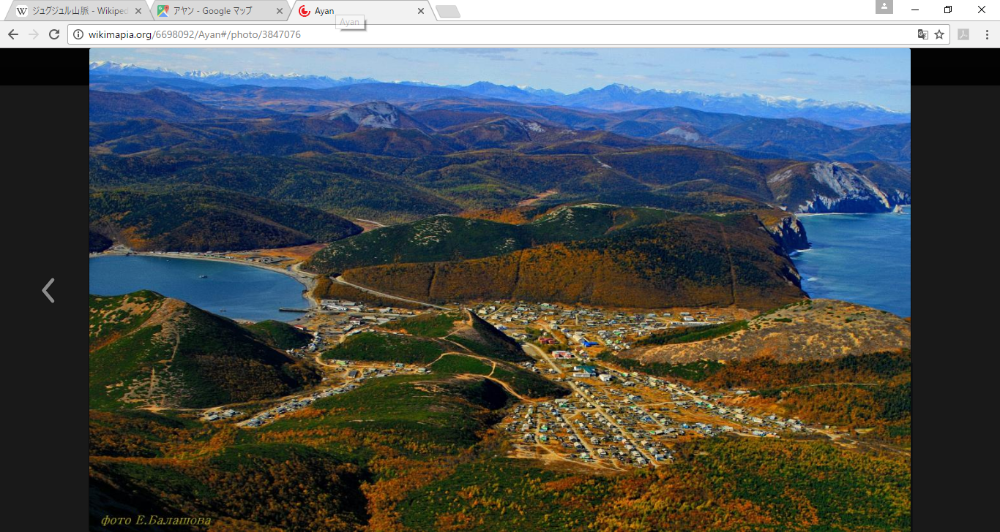 ジュグジュル山脈 - Wikiped
アヤン - Google マップ
Ayan
Ayan
wikimapia.org/6698092/Ayan#/photo/3847076
фото Е.Балашова